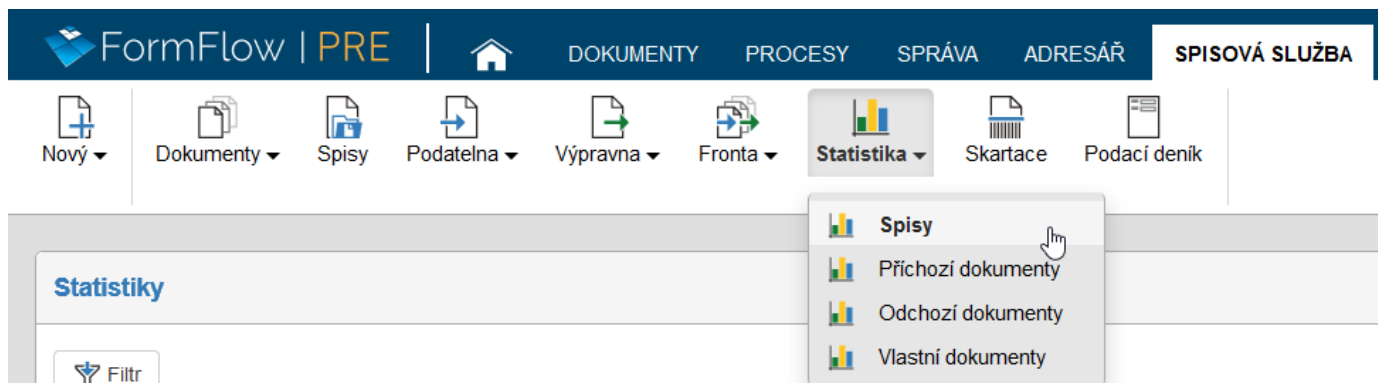 FormFlow | PRE DOKUMENTY PROCESY SPRÁVA ADRESÁŘ SPISOVÁ SLUŽBA
Nový Dokumenty Spisy Podatelna Výpravna Fronta Statistika Skartace Podací deník
Spisy
Příchozí dokumenty
Statistiky
Odchozí dokumenty
Vlastní dokumenty
Filtr